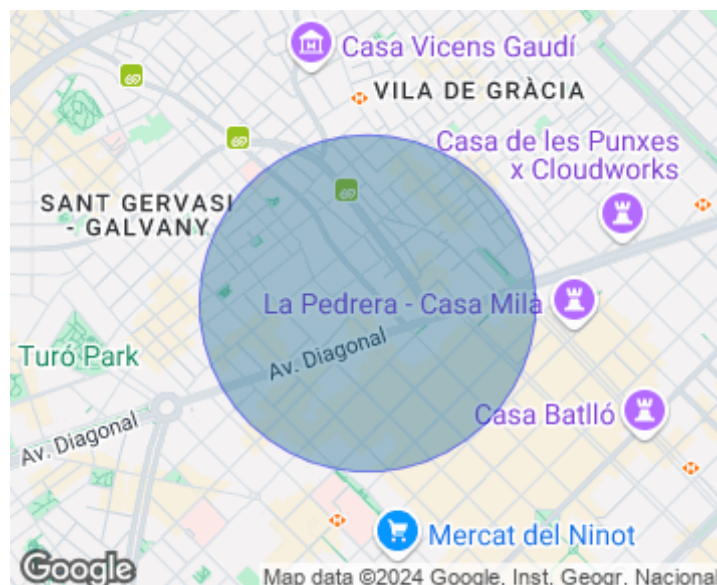 Casa Vicens Gaudí
VILA DE GRÀCIA
Casa de les Punxes
x Cloudworks
SANT GERVASI
- GALVANY
La Pedrera - Casa Milà
Av. Diagonal
Turó Park
Casa Batlló
Av. Diagonal
Mercat del Ninot
Google
Map data ©2024 Google, Inst. Geogr. Nacional